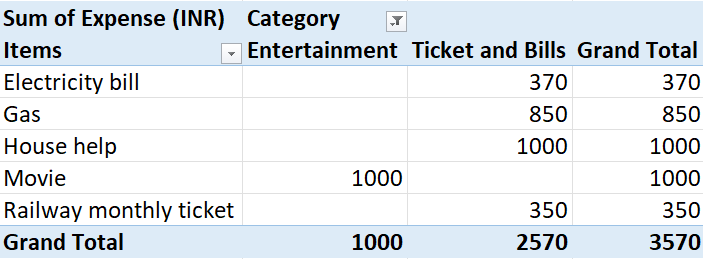 Sum of Expense (INR) Category
Items Entertainment Ticket and Bills Grand Total
Electricity bill 370 370
Gas 850 850
House help 1000 1000
Movie 1000 1000
Railway monthly ticket 350 350
Grand Total 1000 2570 3570